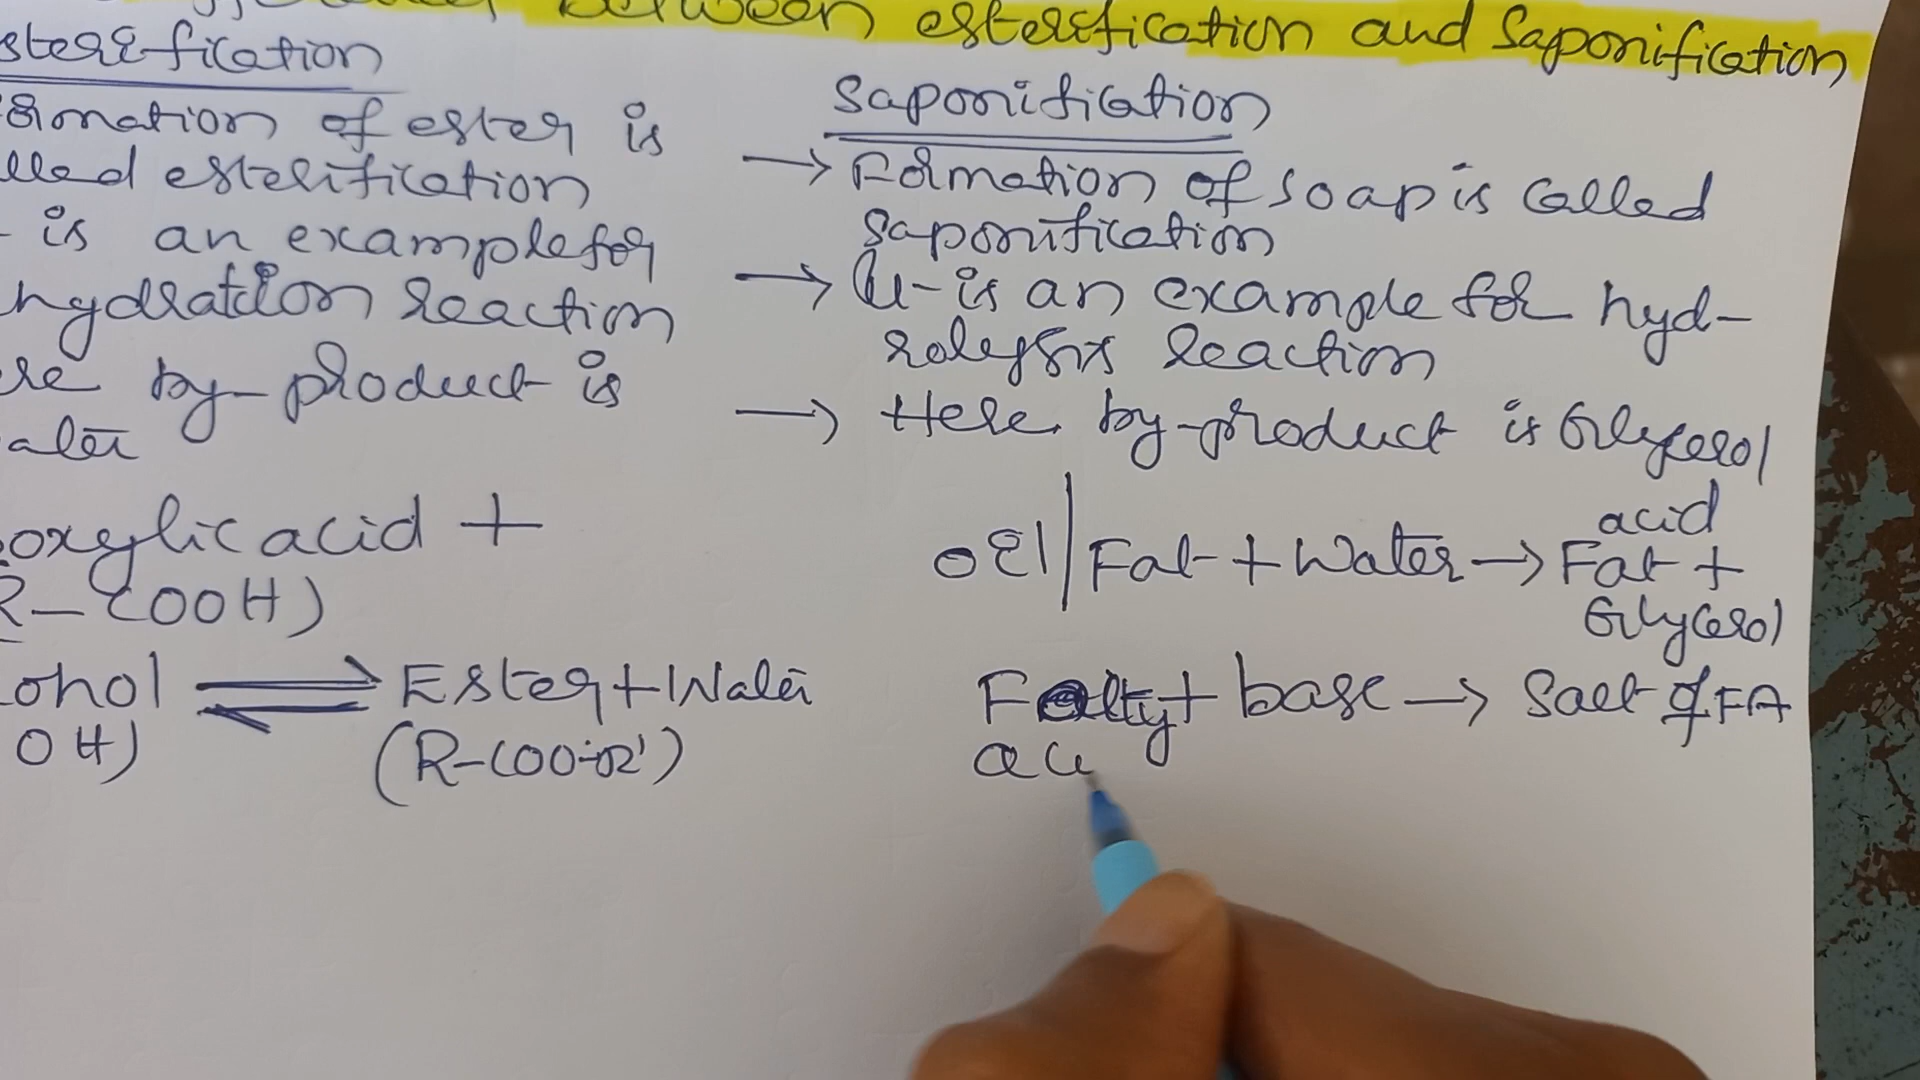 between esterification and Saponification
sterification
rmation of ester is
lled esterification
is an example for
hydration reaction
re by-product is
ater
oxylic acid +
R-COOH)
ohol ⇌ Ester + Water
OH) (R-COO-R')
Saponification
→ Formation of soap is called
saponification
→ It is an example for hyd-
rolysis reaction
→ Here by-product is Glycerol
acid
oil/Fat + Water → Fat +
Glycerol
Fatty + base → Salt of FA
aci